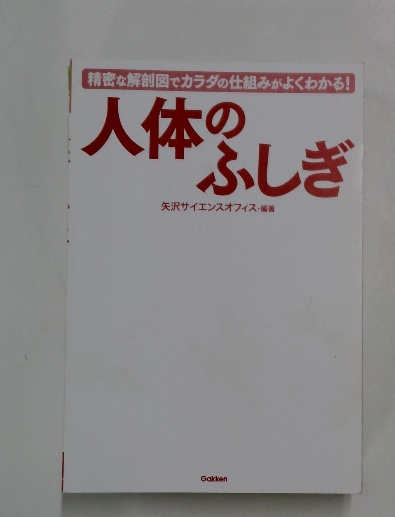 精密な解剖図でカラダの仕組みがよくわかる!
人体の
ふしぎ
矢沢サイエンスオフィス・編著
Gakken